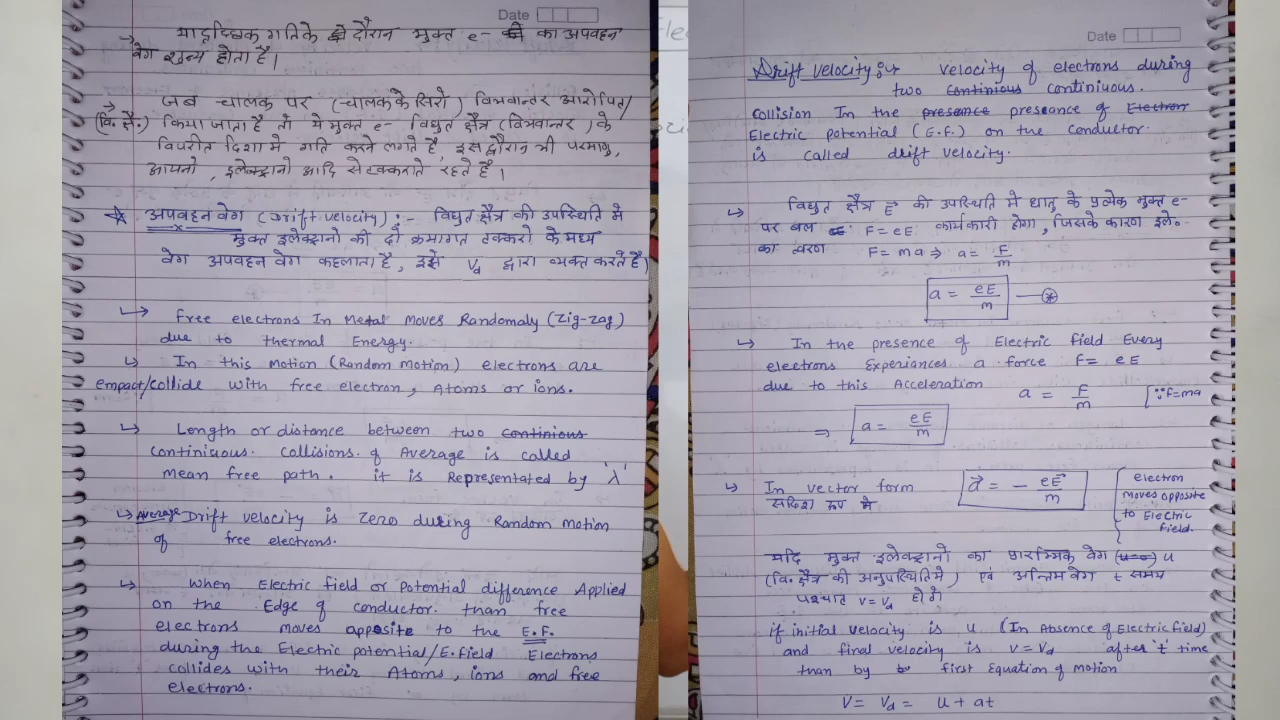 Date
यादृच्छिक गति के दौरान मुक्त e- का अपवहन
वेग शून्य होता है।
जब चालक पर (चालक के सिरो) विभवान्तर आरोपित/
(वि. क्षै.) किया जाता है तो ये मुक्त e- विधुत क्षैत्र (विभवान्तर) के
विपरीत दिशा मे गति करने लगते है, इस दौरान भी परमाणु,
आयनो, इलेक्ट्रानो आदि से टकराते रहते है।
अपवहन वेग (Drift velocity) :- विधुत क्षैत्र की उपस्थिति मे
मुक्त इलेक्ट्रानो की दो क्रमागत टक्करो के मध्य
वेग अपवहन वेग कहलाता है, इसे Vd द्वारा व्यक्त करते है)
↳ Free electrons In Metal Moves Randomaly (Zig-Zag)
due to thermal Energy.
↳ In this Motion (Random Motion) electrons are
empact/collide with free electron, Atoms or ions.
↳ Length or distance between two continious
continiuous. collisions. of Average is called
mean free path. it is Representated by 'λ'
↳ Average Drift velocity is Zero during Random motion
of free electrons.
↳ When Electric field or Potential difference Applied
on the Edge of conductor. than free
electrons moves apposite to the E.F.
during the Electric potential/E.field Electrons
collides with their Atoms, ions and free
electrons.
Date
Drift velocity :→ velocity of electrons during
two continious continiuous.
collision In the presance prescance of Electron
Electric potential (E.F.) on the conductor.
is called drift velocity.
↳ विधुत क्षैत्र E की उपस्थिति मे धातु के प्रत्येक मुक्त e-
पर बल F = eE कार्यकारी होगा, जिसके कारण इले०
का त्वरण F = ma ⇒ a = F/m
a = eE/m —⊛
↳ In the presence of Electric field Every
electrons Experiances a force F = eE
due to this Acceleration
a = F/m [∵F=ma
⇒ a = eE/m
↳ In vector form a⃗ = - eE⃗/m electron
सदिश रूप मे moves opposite
to Electric
field.
यदि मुक्त इलेक्ट्रानो का प्रारम्भिक वेग (u=0) u
(वि. क्षैत्र की अनुपस्थिति मे) एवं अन्तिम वेग t समय
पश्चात V = Vd होगे
if initial velocity is u (In Absence of Electric field)
and final velocity is V = Vd after 't' time
than by first Equation of Motion
V = Vd = u + at